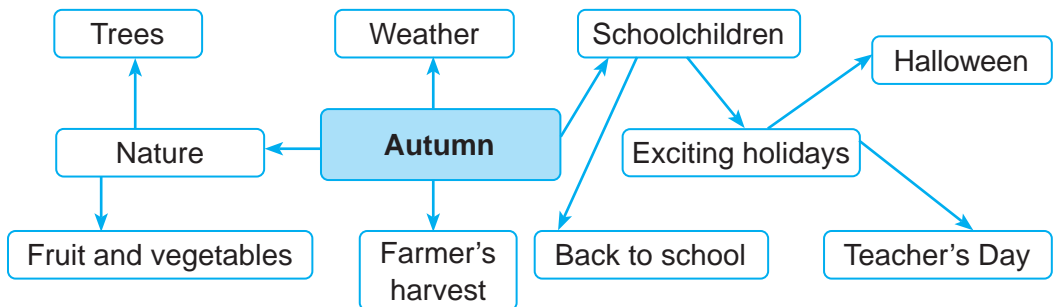 Trees
Weather
Schoolchildren
Halloween
Nature
Autumn
Exciting holidays
Fruit and vegetables
Farmer’s
harvest
Back to school
Teacher’s Day